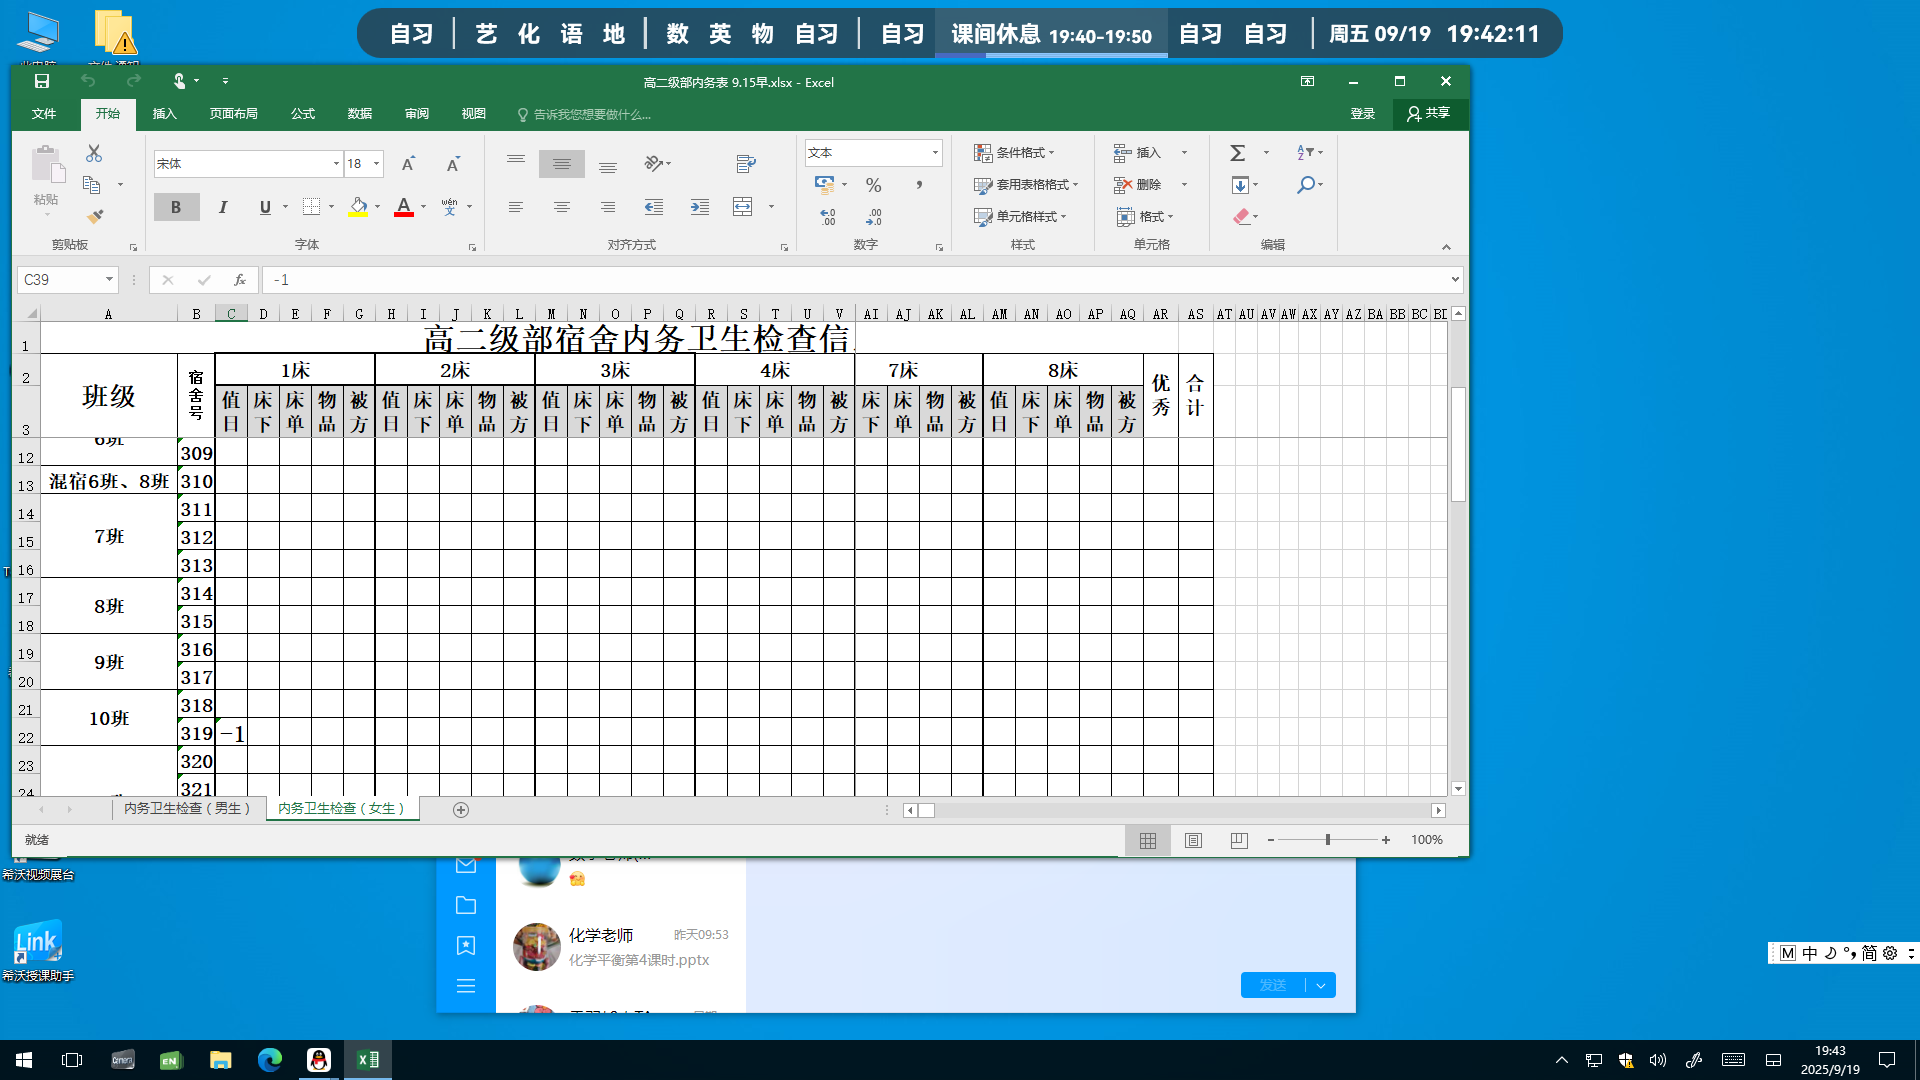 自习 | 艺 化 语 地 | 数 英 物 自习 | 自习 课间休息 19:40-19:50 自习 自习 | 周五 09/19 19:42:11
高二级部内务表 9.15早.xlsx - Excel
文件 开始 插入 页面布局 公式 数据 审阅 视图 告诉我您想要做什么... 登录 共享
宋体 18 文本 条件格式 插入
粘贴 套用表格格式 删除
B I U A wén 文 单元格样式 格式
剪贴板 字体 对齐方式 数字 样式 单元格 编辑
C39 fx -1
A B C D E F G H I J K L M N O P Q R S T U V AI AJ AK AL AM AN AO AP AQ AR AS AT AU AV AW AX AY AZ BA BB BC
1 高二级部宿舍内务卫生检查信
2 班级 宿舍号 1床 2床 3床 4床 7床 8床 优秀 合计
3 值日 床下 床单 物品 被方 值日 床下 床单 物品 被方 值日 床下 床单 物品 被方 值日 床下 床单 物品 被方 床下 床单 物品 被方 值日 床下 床单 物品 被方
12 6班 309
13 混宿6班、8班 310
14 311
15 7班 312
16 313
17 8班 314
18 315
19 9班 316
20 317
21 10班 318
22 319 -1
23 320
24 321
内务卫生检查（男生） 内务卫生检查（女生）
就绪 100%
希沃视频展台
化学老师 昨天09:53
化学平衡第4课时.pptx
发送
Link
希沃授课助手
M 中 简
Camera EN
19:43
2025/9/19